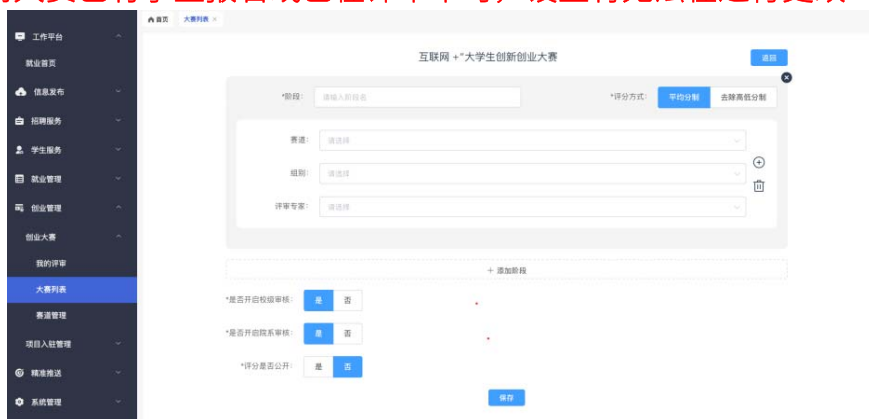 首页 大赛列表 ×
工作平台
就业首页
信息发布
招聘服务
学生服务
就业管理
创业管理
创业大赛
我的评审
大赛列表
赛道管理
项目入驻管理
精准推送
系统管理
互联网 +"大学生创新创业大赛 返回
*阶段: 请输入阶段名 *评分方式: 平均分制 去除高低分制
赛道: 请选择
组别: 请选择
评审专家: 请选择
+ 添加阶段
*是否开启校级审核: 是 否
*是否开启院系审核: 是 否
*评分是否公开: 是 否
保存